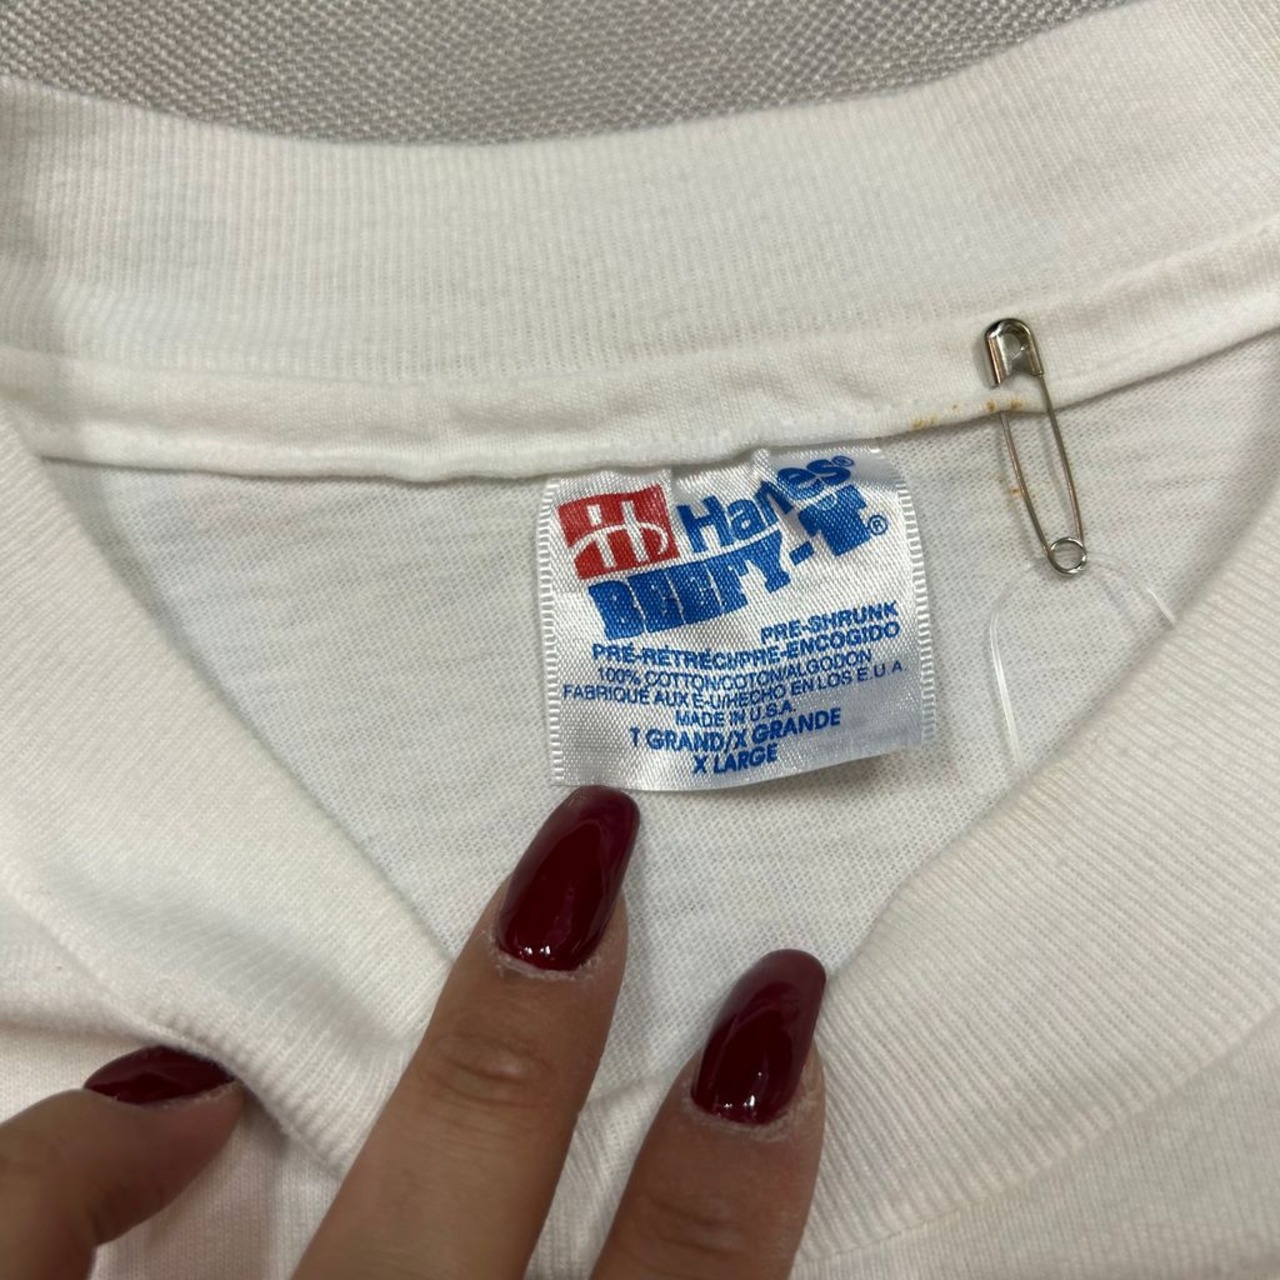 Hanes®
BEEFY-T®
PRE-SHRUNK
PRÉ-RÉTRÉCI/PRE-ENCOGIDO
100% COTTON/COTON/ALGODON
FABRIQUÉ AUX É-U/HECHO EN LOS E.U.A
MADE IN U.S.A.
T GRAND/X GRANDE
X LARGE